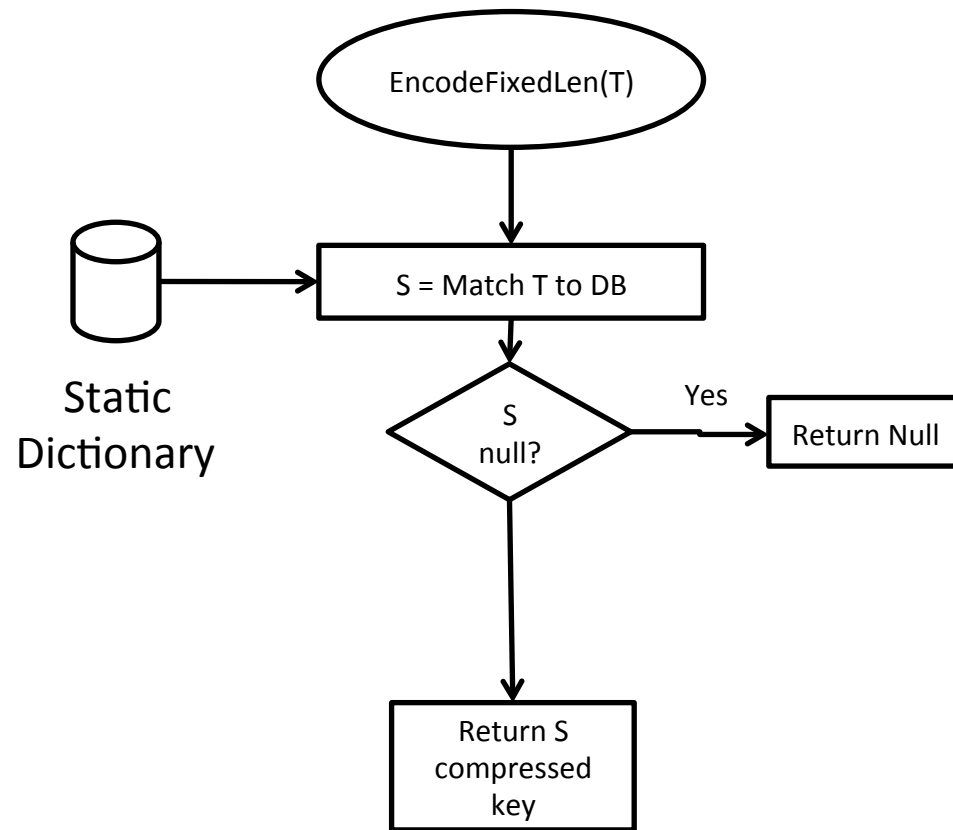 EncodeFixedLen(T)
S = Match T to DB
Static
Dictionary
S
null?
Yes
Return Null
Return S
compressed
key